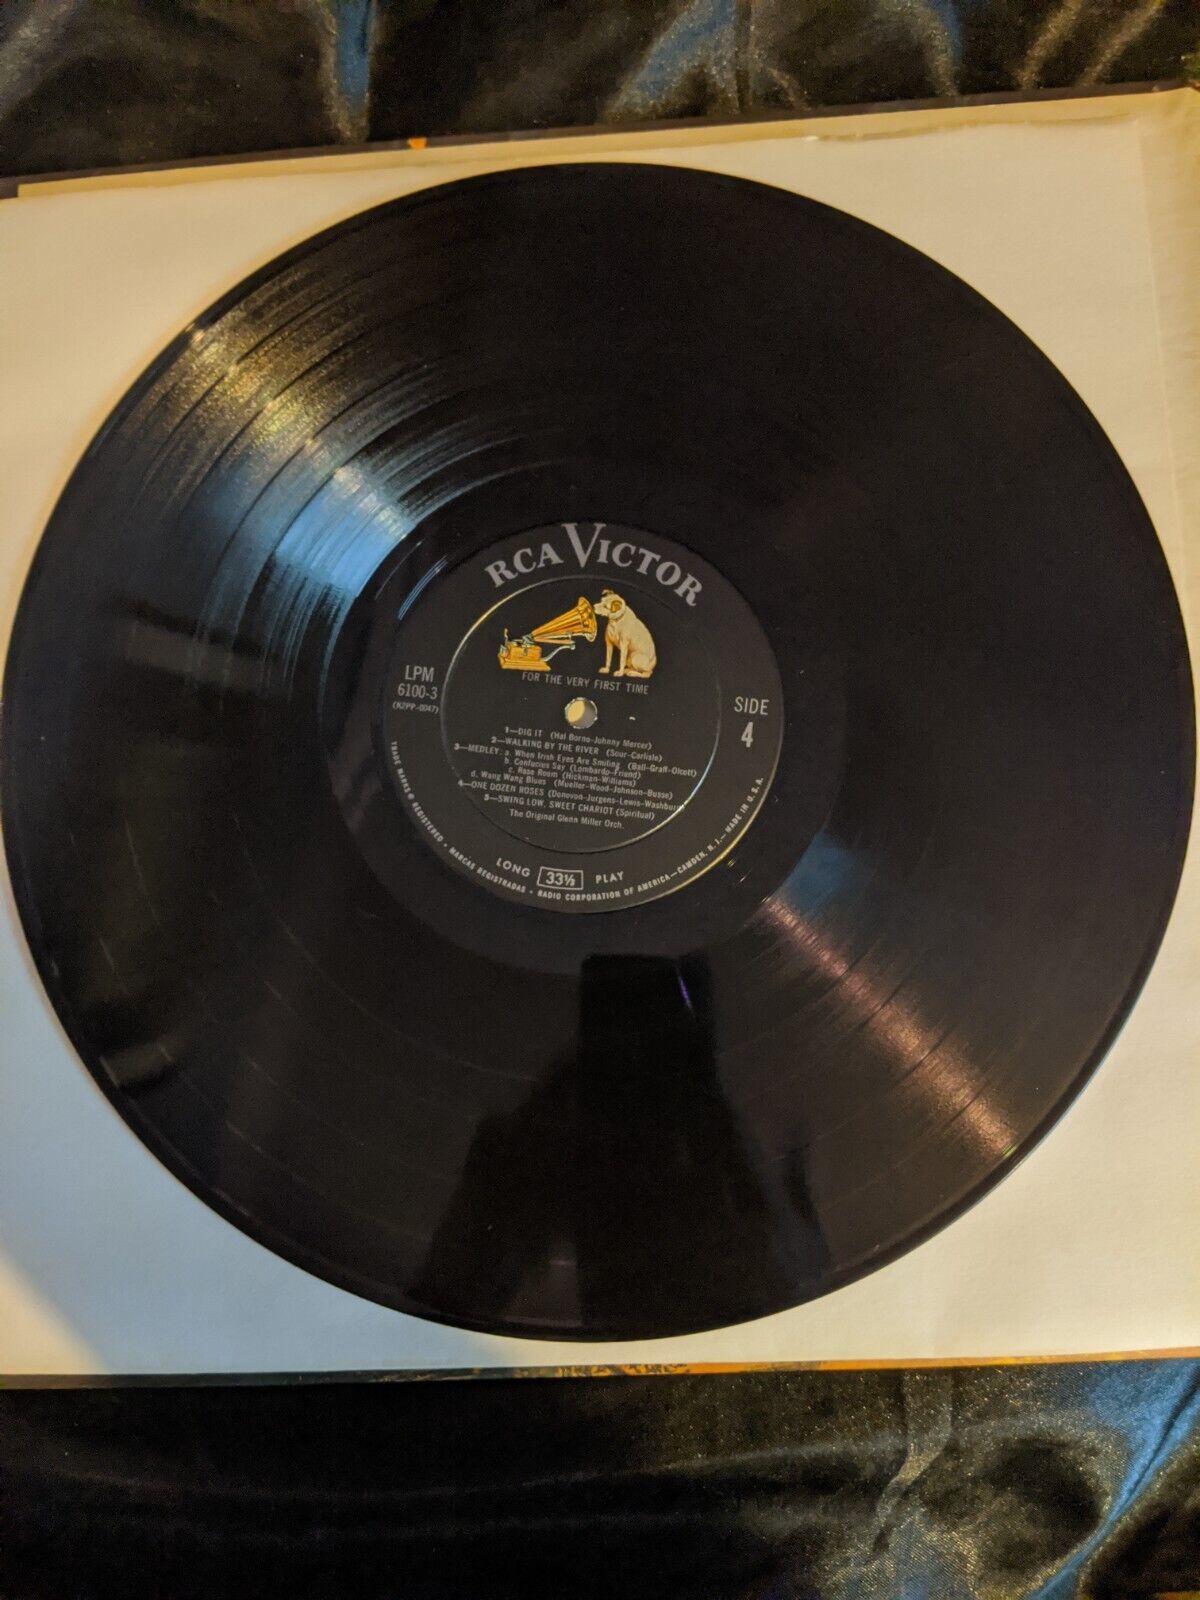 RCA VICTOR
FOR THE VERY FIRST TIME
LPM
6100-3
(K2PP-0047)
SIDE
4
1—DIG IT (Hal Borne-Johnny Mercer)
2—WALKING BY THE RIVER (Sour-Carlisle)
3—MEDLEY: a. When Irish Eyes Are Smiling (Ball-Graff-Olcott)
b. Confucius Say (Lombardo-Friend)
c. Rose Room (Hickman-Williams)
d. Wang Wang Blues (Mueller-Wood-Johnson-Busse)
4—ONE DOZEN ROSES (Donovan-Jurgens-Lewis-Washburn)
5—SWING LOW, SWEET CHARIOT (Spiritual)
The Original Glenn Miller Orch.
LONG 33⅓ PLAY
TRADE MARKS ® REGISTERED • MARCAS REGISTRADAS • RADIO CORPORATION OF AMERICA—CAMDEN, N. J.—MADE IN U.S.A.